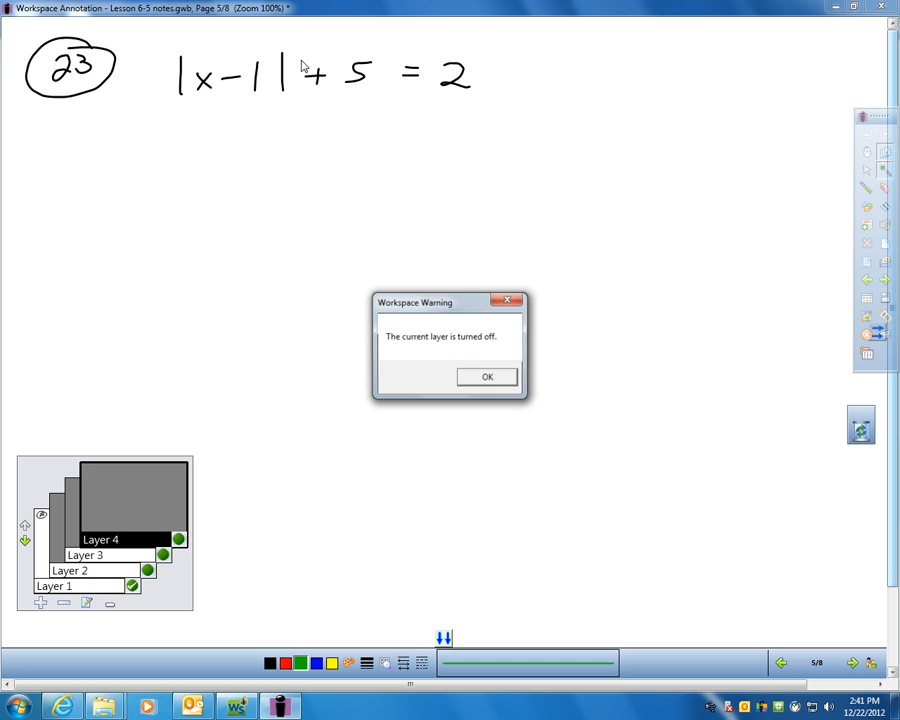 Workspace Annotation - Lesson 6-5 notes.gwb, Page 5/8 (Zoom 100%) *
23 |x-1| + 5 = 2
Workspace Warning
The current layer is turned off.
OK
Layer 4
Layer 3
Layer 2
Layer 1
5/8
2:41 PM
12/22/2012